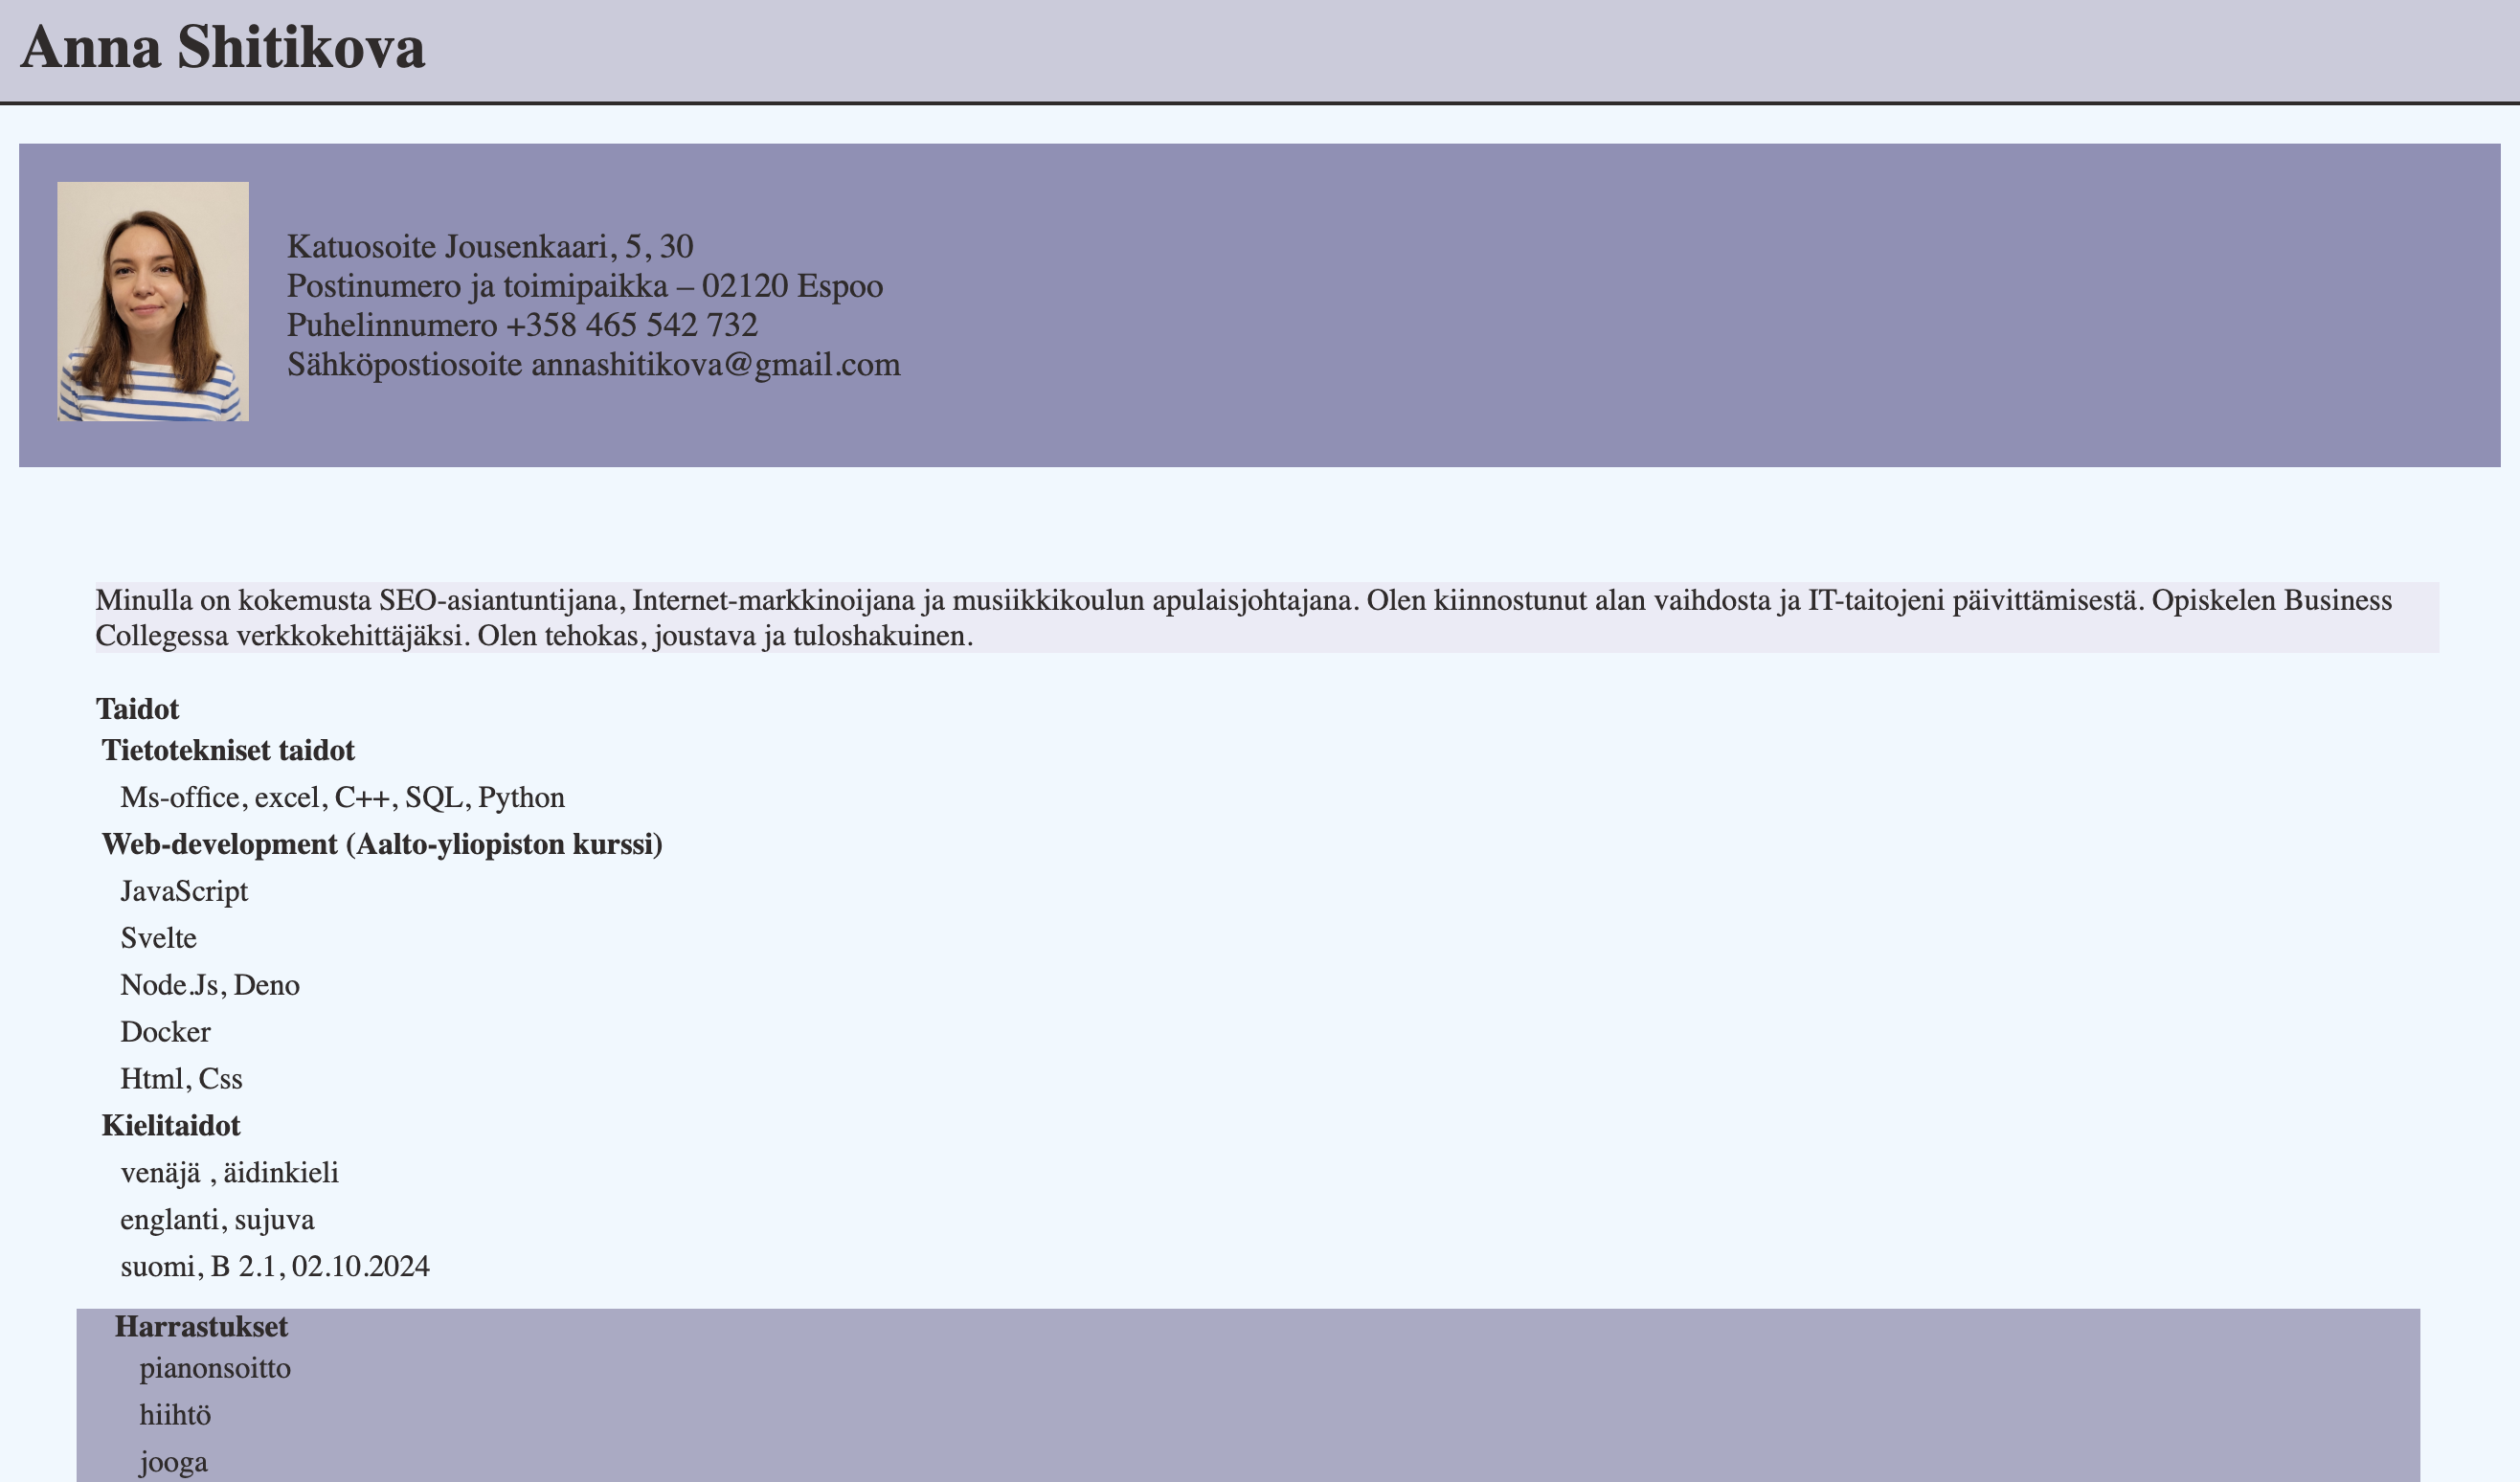 Anna Shitikova
Katuosoite Jousenkaari, 5, 30
Postinumero ja toimipaikka – 02120 Espoo
Puhelinnumero +358 465 542 732
Sähköpostiosoite annashitikova@gmail.com
Minulla on kokemusta SEO-asiantuntijana, Internet-markkinoijana ja musiikkikoulun apulaisjohtajana. Olen kiinnostunut alan vaihdosta ja IT-taitojeni päivittämisestä. Opiskelen Business
Collegessa verkkokehittäjäksi. Olen tehokas, joustava ja tuloshakuinen.
Taidot
Tietotekniset taidot
Ms-office, excel, C++, SQL, Python
Web-development (Aalto-yliopiston kurssi)
JavaScript
Svelte
Node.Js, Deno
Docker
Html, Css
Kielitaidot
venäjä , äidinkieli
englanti, sujuva
suomi, B 2.1, 02.10.2024
Harrastukset
pianonsoitto
hiihtö
jooga